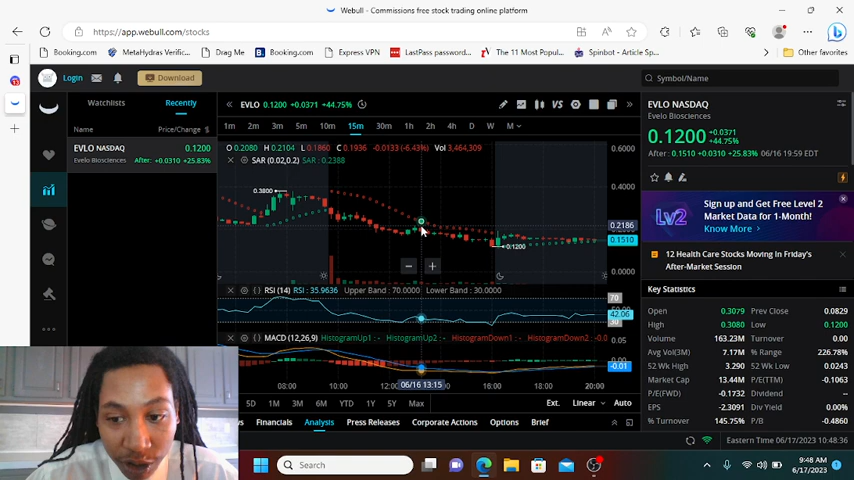 Webull - Commissions free stock trading online platform
https://www.webull.com/stocks
Booking.com MetaHydras Verific... Drag Me B. Booking.com Express VPN LastPass password... The 11 Most Popul... Spinbot - Article Sp... Other favorites
Login Download
EVLO 0.1200 +0.0371 +44.75%
Symbol/Name
Watchlists Recently
Name Price/Change
EVLO NASDAQ 0.1200
Evelo Biosciences After: +0.0310 +25.83%
1m 2m 3m 5m 10m 15m 30m 1h 2h 4h D W M
VS
O 0.2080 H 0.2104 L 0.1860 C 0.1936 -0.0133 (-6.43%) Vol 3,464,309
SAR (0.02,0.2) SAR : 0.2388
0.3800
0.1200
0.6000
0.4000
0.2186
0.1510
0.0000
RSI (14) RSI : 35.9636 Upper Band : 70.0000 Lower Band : 30.0000
70
42.06
30
MACD (12,26,9) HistogramUp1 : - HistogramUp2 : - HistogramDown1 : - HistogramDown2 : -0.0
0.05
-0.01
08:00 10:00 12:00 06/16 13:15 16:00 18:00 20:00
5D 1M 3M 6M YTD 1Y 5Y Max Ext. Linear Auto
ws Financials Analysis Press Releases Corporate Actions Options Brief
EVLO NASDAQ
Evelo Biosciences
0.1200 +0.0371
+44.75%
After : 0.1510 +0.0310 +25.83% 06/16 19:59 EDT
Lv2
Sign up and Get Free Level 2
Market Data for 1-Month!
Know More >
12 Health Care Stocks Moving In Friday's
After-Market Session
Key Statistics
Open 0.3079 Prev Close 0.0829
High 0.3080 Low 0.1200
Volume 163.23M Turnover 0.00
Avg Vol(3M) 7.17M % Range 226.78%
52 Wk High 3.290 52 Wk Low 0.0243
Market Cap 13.44M P/E(TTM) -0.1063
P/E(FWD) -0.1732 Dividend --
EPS -2.3091 Div Yield 0.00%
% Turnover 145.75% P/B -0.4860
Eastern Time 06/17/2023 10:48:36
Search
9:48 AM
6/17/2023